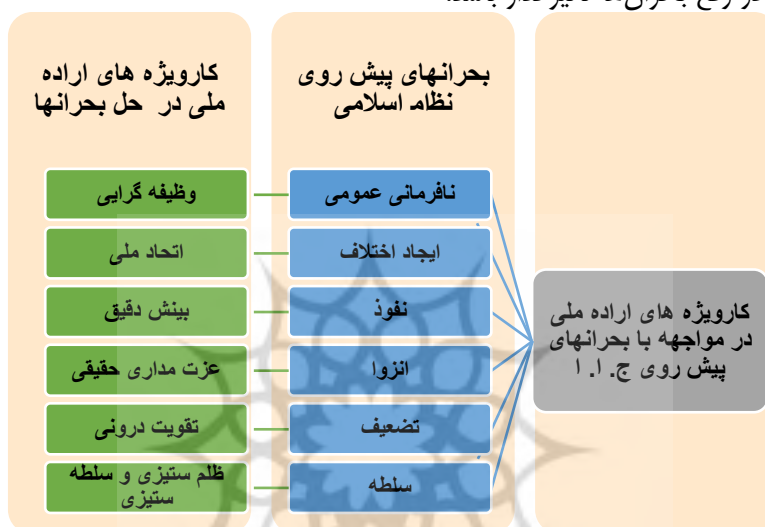 بحرانهای پیش روی
نظام اسلامی
کارویژه های اراده
ملی در حل بحرانها
کارویژه های اراده ملی
در مواجهه با بحرانهای
پیش روی ج. ا. ا
نافرمانی عمومی
وظیفه گرایی
ایجاد اختلاف
اتحاد ملی
نفوذ
بینش دقیق
انزوا
عزت مداری حقیقی
تضعیف
تقویت درونی
سلطه
ظلم ستیزی و سلطه
ستیزی